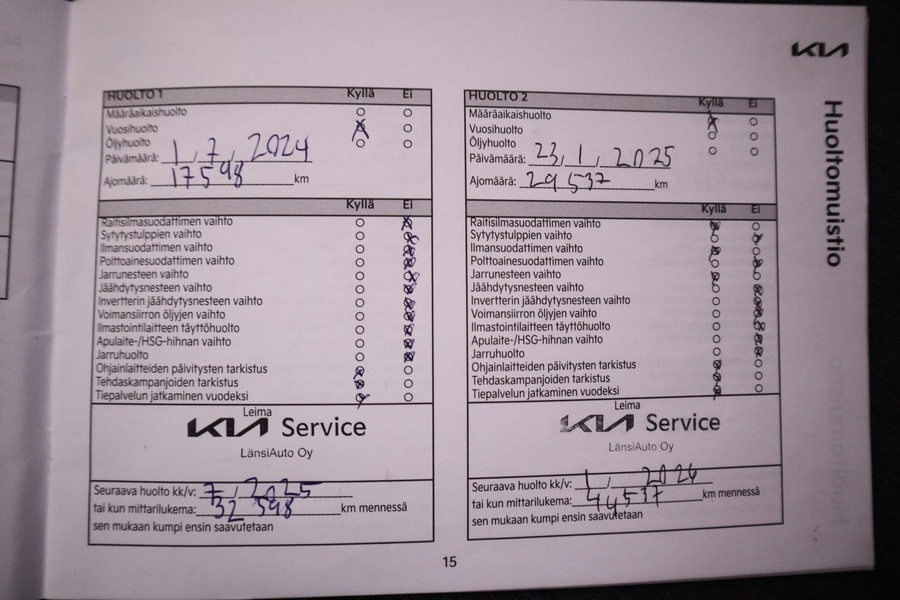 KIA
Huoltomuistio
HUOLTO 1 Kyllä Ei
Määräaikaishuolto
Vuosihuolto
Öljyhuolto
Päivämäärä: 1 / 7 / 2024
Ajomäärä: 17598 km
Kyllä Ei
Raitisilmasuodattimen vaihto
Sytytystulppien vaihto
Ilmansuodattimen vaihto
Polttoainesuodattimen vaihto
Jarrunesteen vaihto
Jäähdytysnesteen vaihto
Invertterin jäähdytysnesteen vaihto
Voimansiirron öljyjen vaihto
Ilmastointilaitteen täyttöhuolto
Apulaite-/HSG-hihnan vaihto
Jarruhuolto
Ohjainlaitteiden päivitysten tarkistus
Tehdaskampanjoiden tarkistus
Tiepalvelun jatkaminen vuodeksi
Leima
KIA Service
LänsiAuto Oy
Seuraava huolto kk/v: 7 / 2025
tai kun mittarilukema: 32 598 km mennessä
sen mukaan kumpi ensin saavutetaan
HUOLTO 2 Kyllä Ei
Määräaikaishuolto
Vuosihuolto
Öljyhuolto
Päivämäärä: 23 / 1 / 2025
Ajomäärä: 29 537 km
Kyllä Ei
Raitisilmasuodattimen vaihto
Sytytystulppien vaihto
Ilmansuodattimen vaihto
Polttoainesuodattimen vaihto
Jarrunesteen vaihto
Jäähdytysnesteen vaihto
Invertterin jäähdytysnesteen vaihto
Voimansiirron öljyjen vaihto
Ilmastointilaitteen täyttöhuolto
Apulaite-/HSG-hihnan vaihto
Jarruhuolto
Ohjainlaitteiden päivitysten tarkistus
Tehdaskampanjoiden tarkistus
Tiepalvelun jatkaminen vuodeksi
Leima
KIA Service
LänsiAuto Oy
Seuraava huolto kk/v: 1 / 2026
tai kun mittarilukema: 44537 km mennessä
sen mukaan kumpi ensin saavutetaan
15